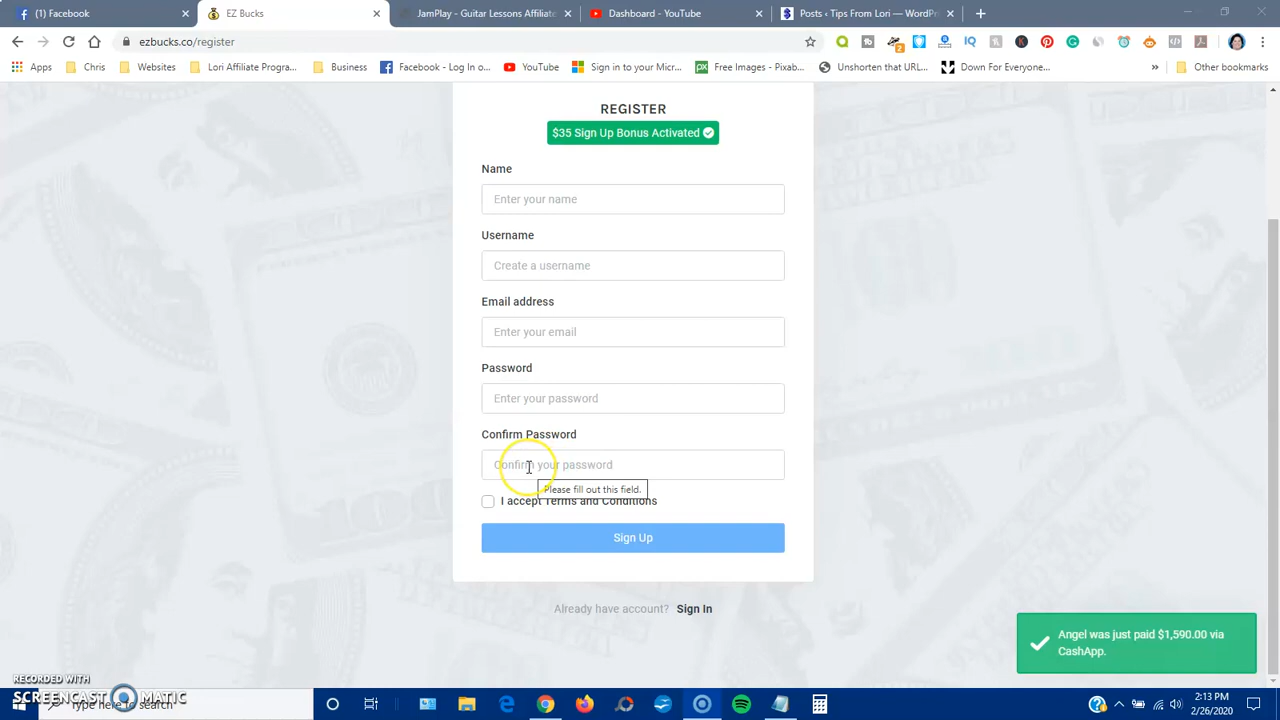 (1) Facebook
EZ Bucks
JamPlay - Guitar Lessons Affiliate
Dashboard - YouTube
Posts ‹ Tips From Lori — WordPr
ezbucks.co/register
Apps
Chris
Websites
Lori Affiliate Progra...
Business
Facebook - Log In o...
YouTube
Sign in to your Micr...
Free Images - Pixab...
Unshorten that URL...
Down For Everyone...
»
Other bookmarks
REGISTER
$35 Sign Up Bonus Activated
Name
Enter your name
Username
Create a username
Email address
Enter your email
Password
Enter your password
Confirm Password
Confirm your password
Please fill out this field.
I accept Terms and Conditions
Sign Up
Already have account? Sign In
Angel was just paid $1,590.00 via
CashApp.
RECORDED WITH
SCREENCAST MATIC
Type here to search
2:13 PM
2/26/2020